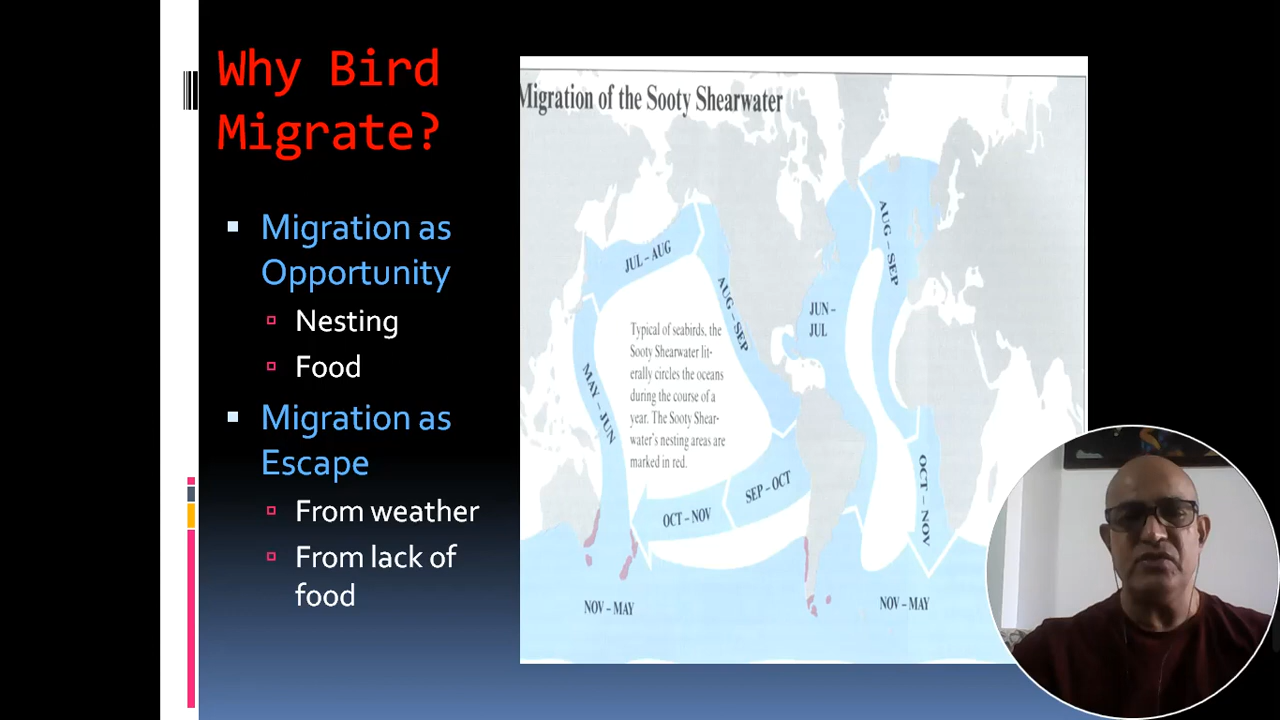 Why Bird
Migrate?
Migration as
Opportunity
Nesting
Food
Migration as
Escape
From weather
From lack of
food
Migration of the Sooty Shearwater
JUL – AUG
AUG – SEP
MAY – JUN
SEP – OCT
OCT – NOV
NOV – MAY
Typical of seabirds, the
Sooty Shearwater lit-
erally circles the oceans
during the course of a
year. The Sooty Shear-
water's nesting areas are
marked in red.
JUN –
JUL
AUG – SEP
OCT – NOV
NOV – MAY